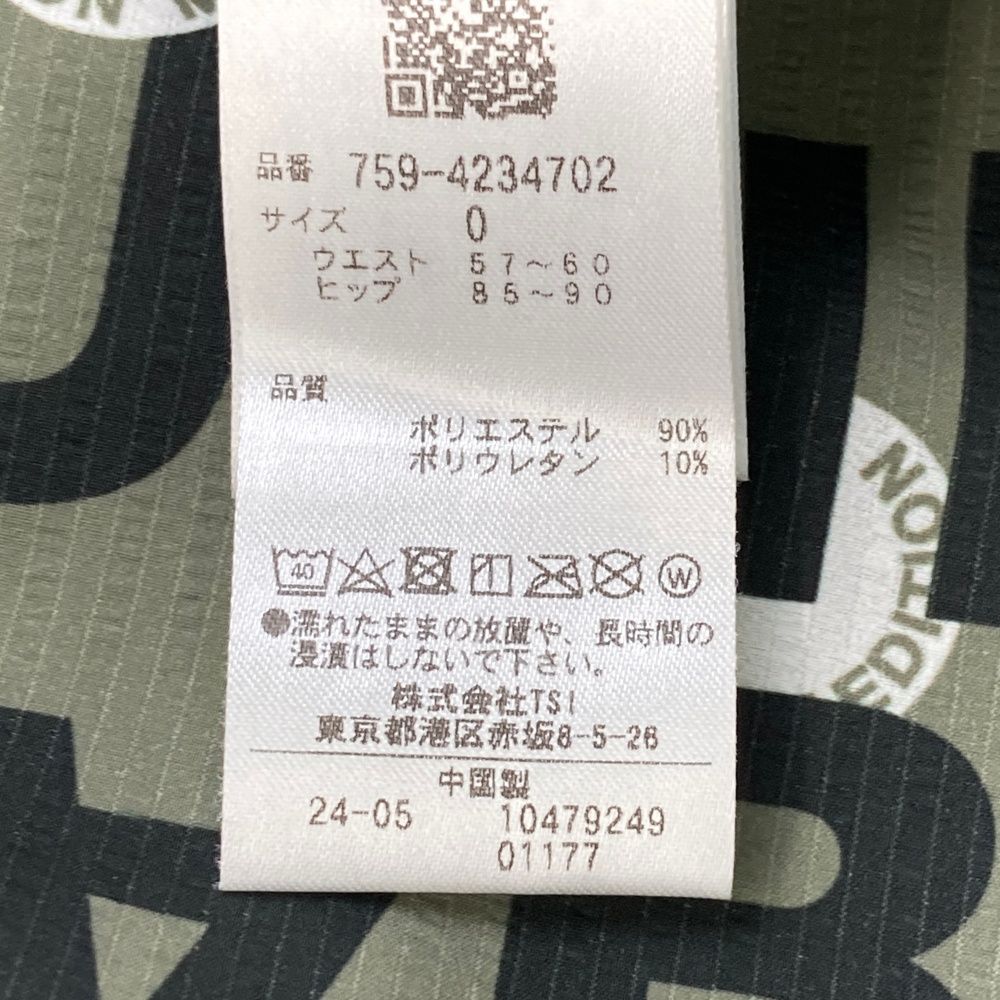 品番 759-4234702
サイズ 0
ウエスト 57~60
ヒップ 85~90
品質
ポリエステル 90%
ポリウレタン 10%
40
W
●濡れたままの放置や、長時間の
浸漬はしないで下さい。
株式会社TSI
東京都港区赤坂8-5-26
中国製
24-05 10479249
01177
EDITI
R